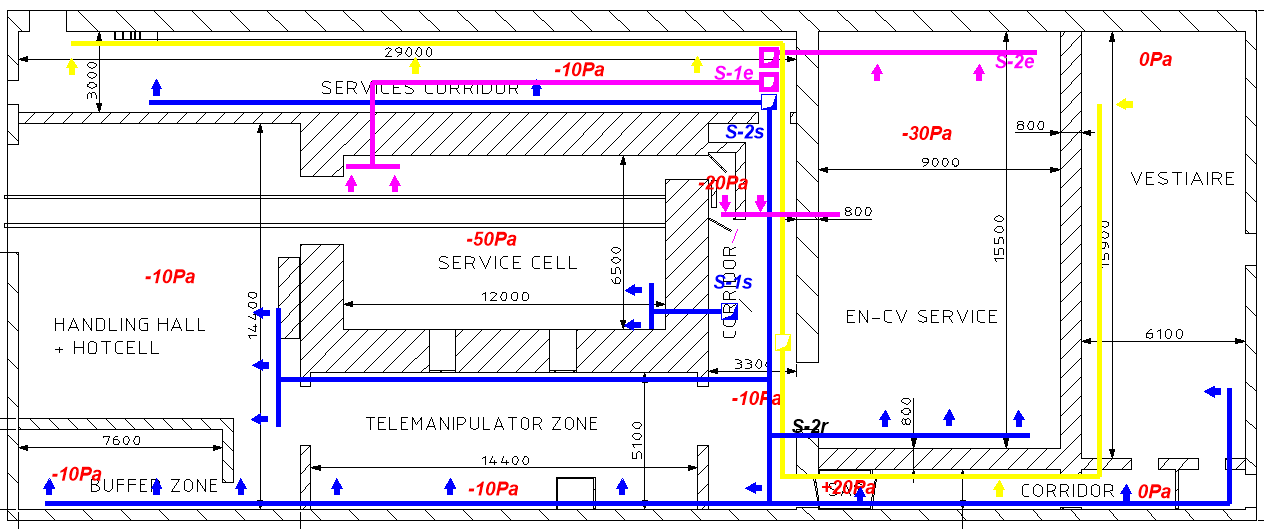 29000
S-2e
0Pa
-10Pa
S-1e
3000
SERVICES CORRIDOR
S-2s
-30Pa
800
9000
VESTIAIRE
-20Pa
800
-50Pa
SERVICE CELL
6500
15500
15900
-10Pa
S-1s
CORRIDOR
12000
14400
HANDLING HALL
+ HOTCELL
EN-CV SERVICE
6100
3300
-10Pa
TELEMANIPULATOR ZONE
S-2r
800
5100
7600
14400
-10Pa
BUFFER ZONE
-10Pa
+20Pa
CORRIDOR
0Pa